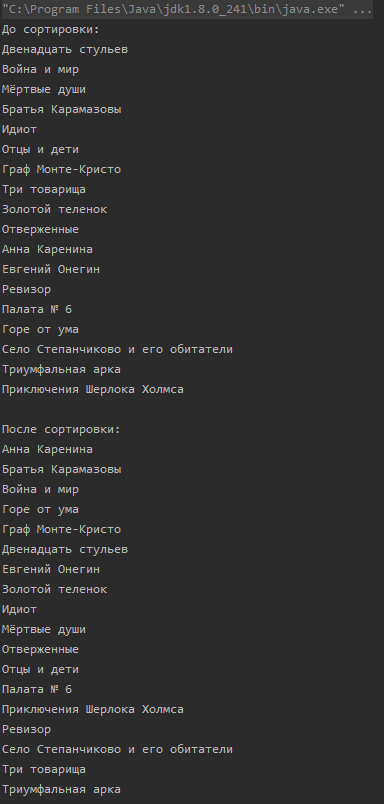 "C:\Program Files\Java\jdk1.8.0_241\bin\java.exe" ...
До сортировки:
Двенадцать стульев
Война и мир
Мёртвые души
Братья Карамазовы
Идиот
Отцы и дети
Граф Монте-Кристо
Три товарища
Золотой теленок
Отверженные
Анна Каренина
Евгений Онегин
Ревизор
Палата № 6
Горе от ума
Село Степанчиково и его обитатели
Триумфальная арка
Приключения Шерлока Холмса

После сортировки:
Анна Каренина
Братья Карамазовы
Война и мир
Горе от ума
Граф Монте-Кристо
Двенадцать стульев
Евгений Онегин
Золотой теленок
Идиот
Мёртвые души
Отверженные
Отцы и дети
Палата № 6
Приключения Шерлока Холмса
Ревизор
Село Степанчиково и его обитатели
Три товарища
Триумфальная арка